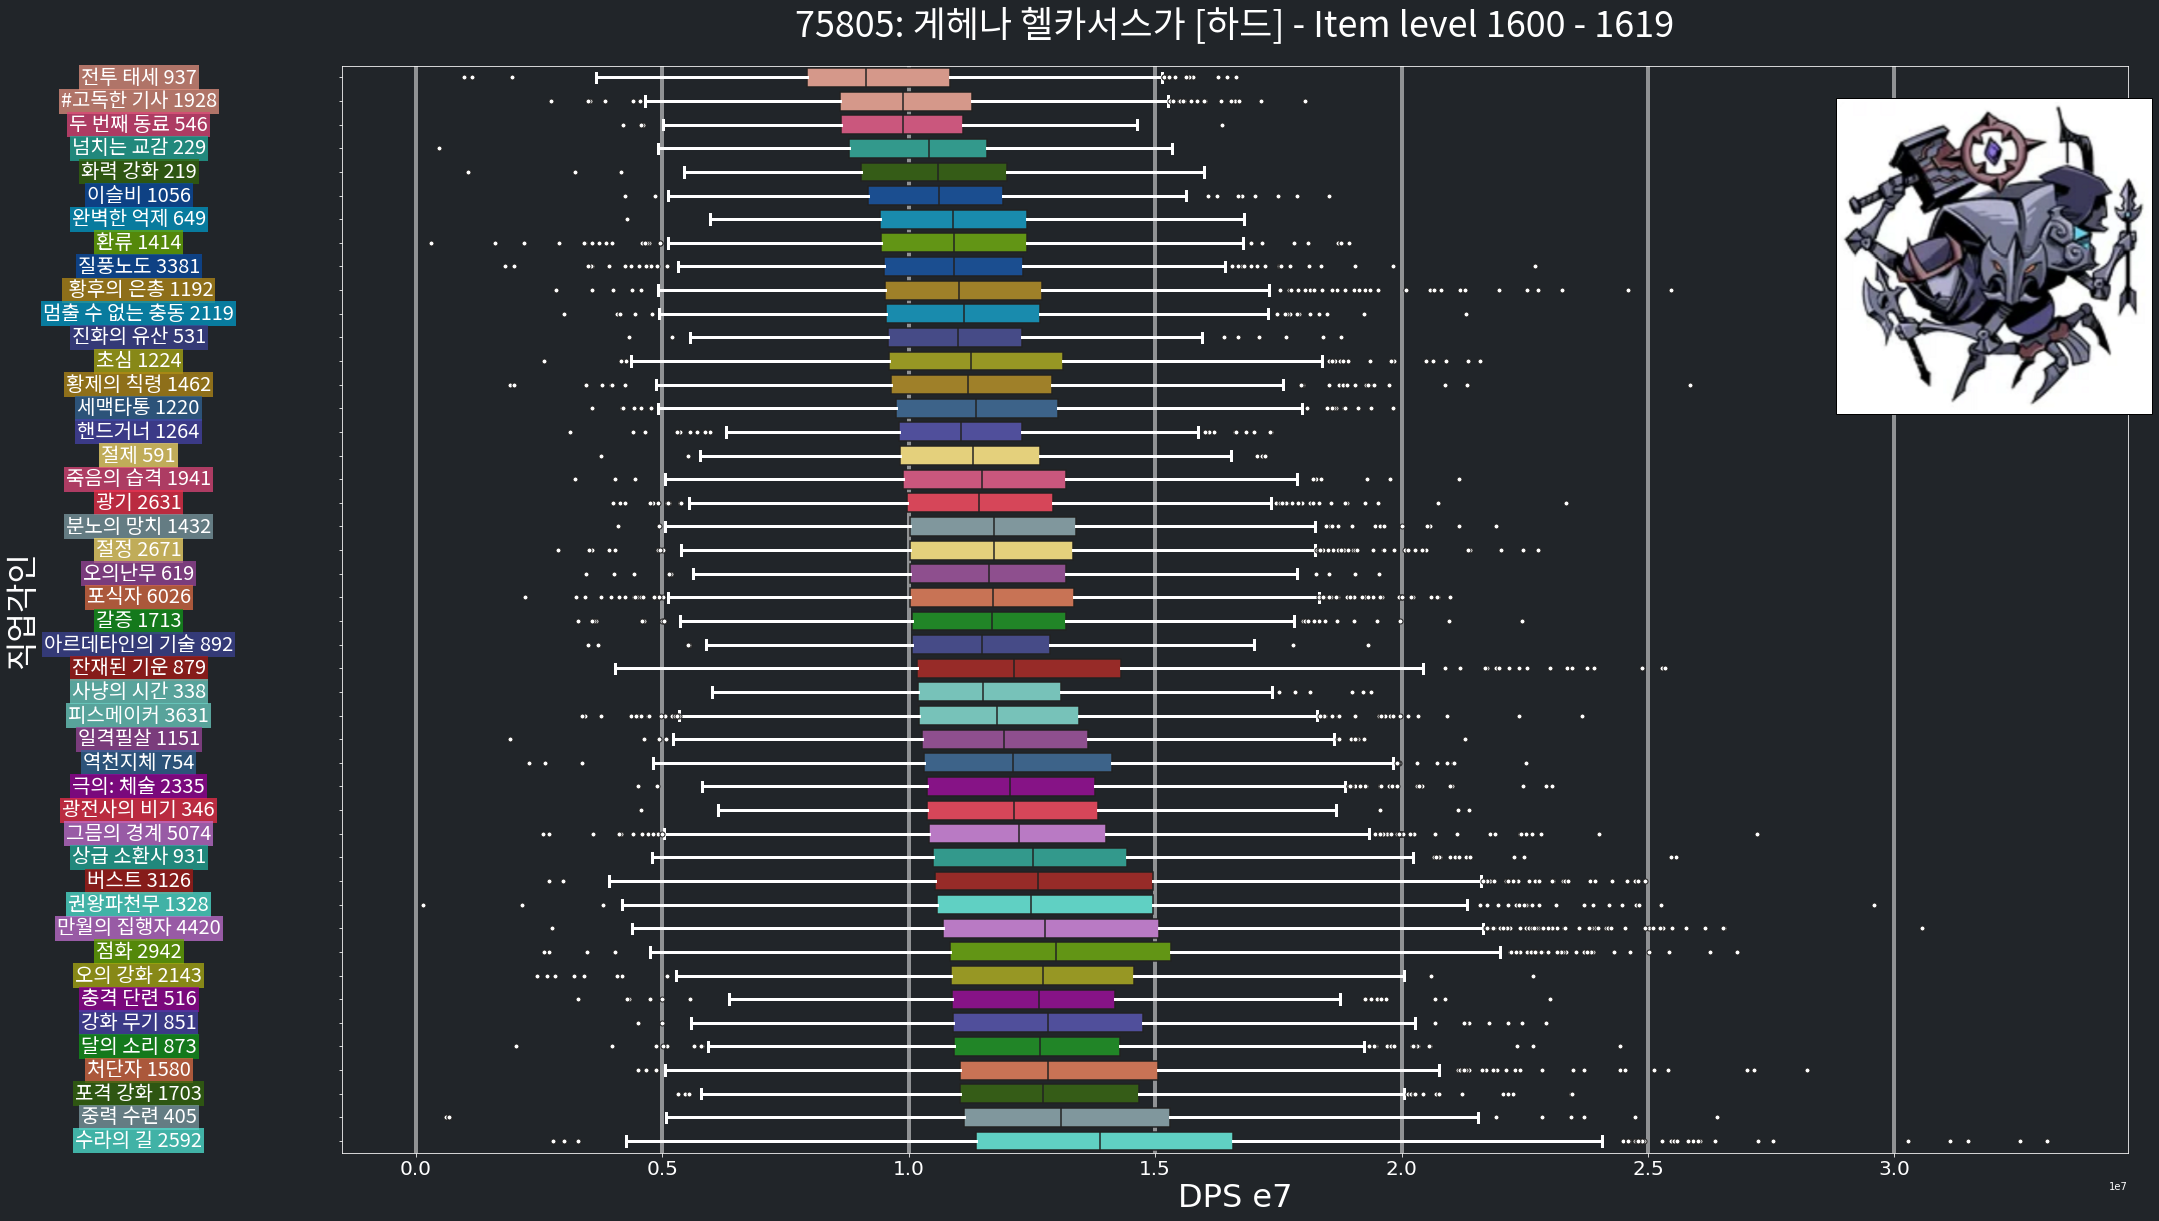 75805: 게헤나 헬카서스가 [하드] - Item level 1600 - 1619
전투 태세 937
#고독한 기사 1928
두 번째 동료 546
넘치는 교감 229
화력 강화 219
이슬비 1056
완벽한 억제 649
환류 1414
질풍노도 3381
황후의 은총 1192
멈출 수 없는 충동 2119
진화의 유산 531
초심 1224
황제의 칙령 1462
세맥타통 1220
핸드거너 1264
절제 591
죽음의 습격 1941
광기 2631
분노의 망치 1432
절정 2671
오의난무 619
포식자 6026
갈증 1713
아르데타인의 기술 892
잔재된 기운 879
사냥의 시간 338
피스메이커 3631
일격필살 1151
역천지체 754
극의: 체술 2335
광전사의 비기 346
그믐의 경계 5074
상급 소환사 931
버스트 3126
권왕파천무 1328
만월의 집행자 4420
점화 2942
오의 강화 2143
충격 단련 516
강화 무기 851
달의 소리 873
처단자 1580
포격 강화 1703
중력 수련 405
수라의 길 2592
직업각인
0.0 0.5 1.0 1.5 2.0 2.5 3.0
DPS e7
1e7